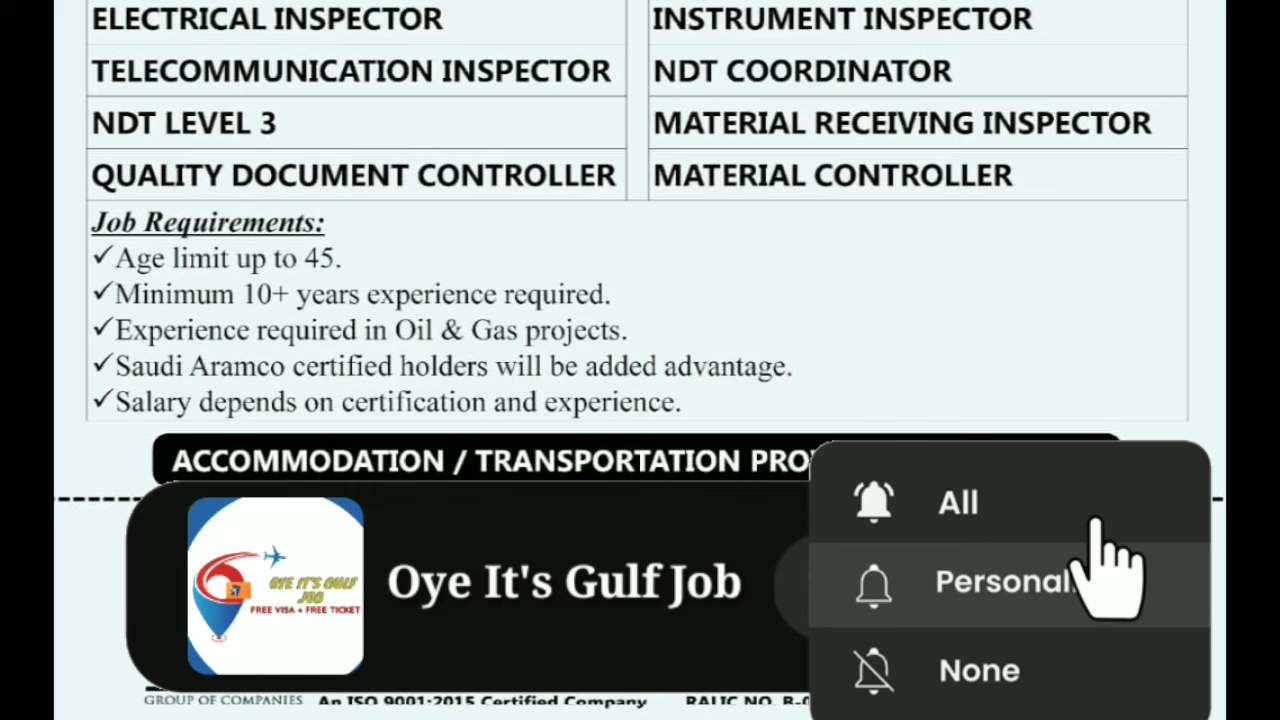 ELECTRICAL INSPECTOR INSTRUMENT INSPECTOR
TELECOMMUNICATION INSPECTOR NDT COORDINATOR
NDT LEVEL 3 MATERIAL RECEIVING INSPECTOR
QUALITY DOCUMENT CONTROLLER MATERIAL CONTROLLER
Job Requirements:
✓Age limit up to 45.
✓Minimum 10+ years experience required.
✓Experience required in Oil & Gas projects.
✓Saudi Aramco certified holders will be added advantage.
✓Salary depends on certification and experience.
ACCOMMODATION / TRANSPORTATION
All
OYE IT'S GULF
JOB
FREE VISA + FREE TICKET
Oye It's Gulf Job
Personal
None
GROUP OF COMPANIES An ISO 9001:2015 Certified Company RALIC NO.